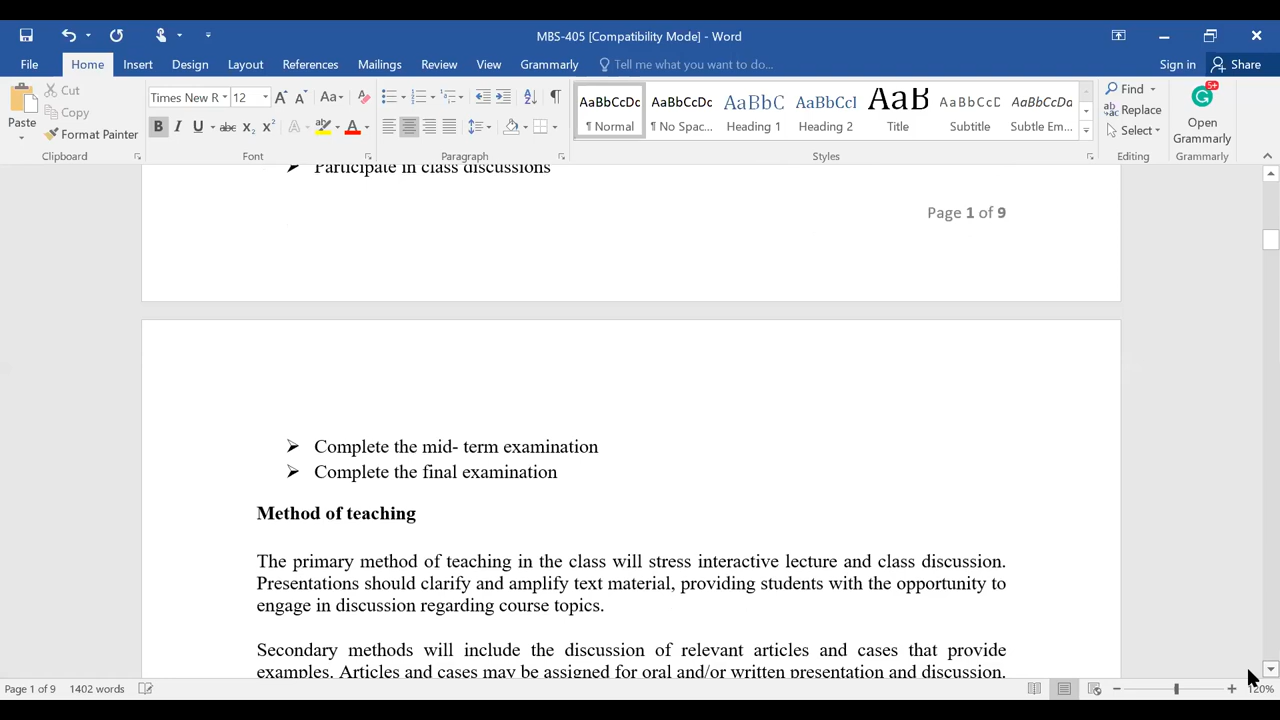 MBS-405 [Compatibility Mode] - Word
File Home Insert Design Layout References Mailings Review View Grammarly Tell me what you want to do... Sign in Share
Paste
Cut
Copy
Format Painter
Clipboard
Times New R 12 Aa
B I U abc X2 X2 A A
Font
Paragraph
AaBbCcDc AaBbCcDc AaBbC AaBbCcI AaB AaBbCcD AaBbCcDa
¶ Normal ¶ No Spac... Heading 1 Heading 2 Title Subtitle Subtle Em...
Styles
Find
Replace
Select
Editing
5+
G
Open
Grammarly
Grammarly
➢ Participate in class discussions
Page 1 of 9
➢ Complete the mid- term examination
➢ Complete the final examination
Method of teaching
The primary method of teaching in the class will stress interactive lecture and class discussion.
Presentations should clarify and amplify text material, providing students with the opportunity to
engage in discussion regarding course topics.
Secondary methods will include the discussion of relevant articles and cases that provide
examples. Articles and cases may be assigned for oral and/or written presentation and discussion.
Page 1 of 9 1402 words 120%